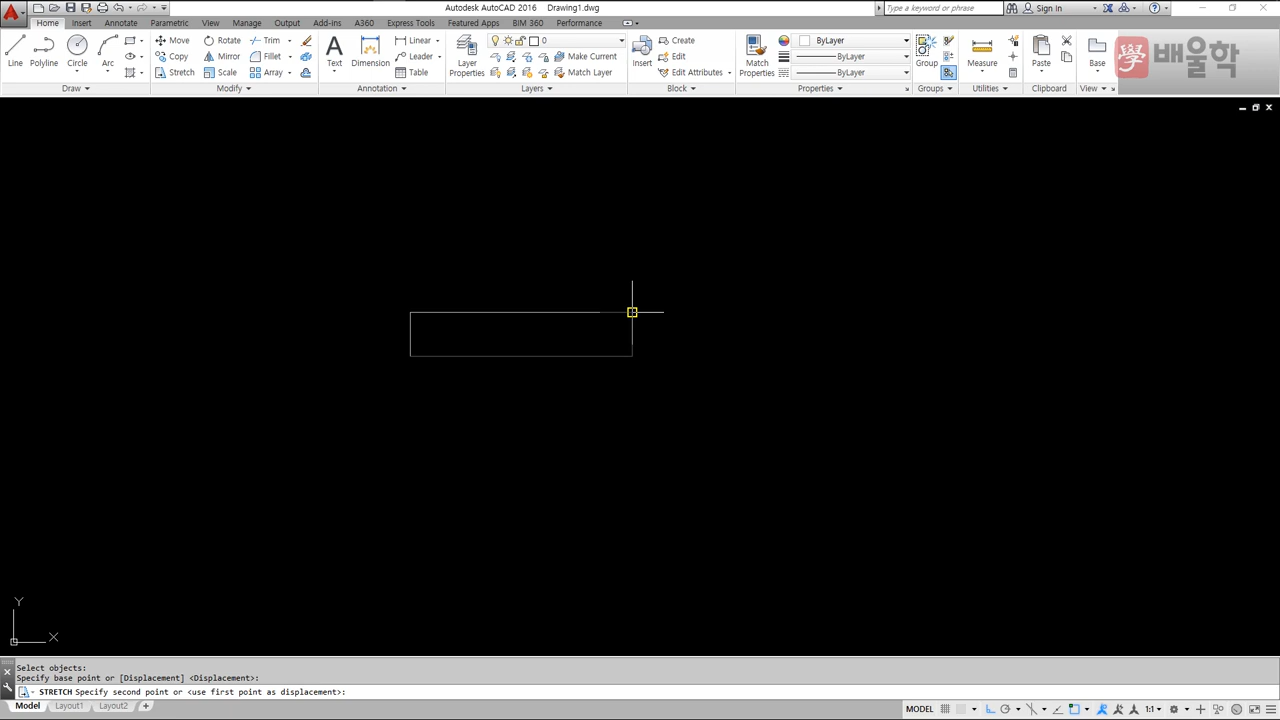 Autodesk AutoCAD 2016 Drawing1.dwg
Type a keyword or phrase
Sign In
Home Insert Annotate Parametric View Manage Output Add-ins A360 Express Tools Featured Apps BIM 360 Performance
Line Polyline Circle Arc
Move Rotate Trim
Copy Mirror Fillet
Stretch Scale Array
Text Dimension
Linear
Leader
Table
Layer Properties
0
Make Current
Match Layer
Insert
Create
Edit
Edit Attributes
Match Properties
ByLayer
ByLayer
ByLayer
Group
Measure
Paste
Base
學 배울학
Draw Modify Annotation Layers Block Properties Groups Utilities Clipboard View
Y
X
Select objects:
Specify base point or [Displacement] <Displacement>:
STRETCH Specify second point or <use first point as displacement>:
Model Layout1 Layout2 +
MODEL 1:1